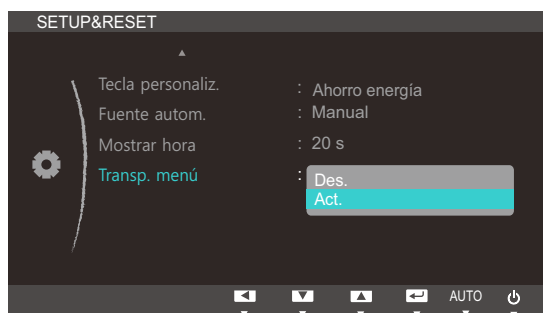 SETUP&RESET
Tecla personaliz. : Ahorro energía
Fuente autom. : Manual
Mostrar hora : 20 s
Transp. menú : Des.
Act.
AUTO